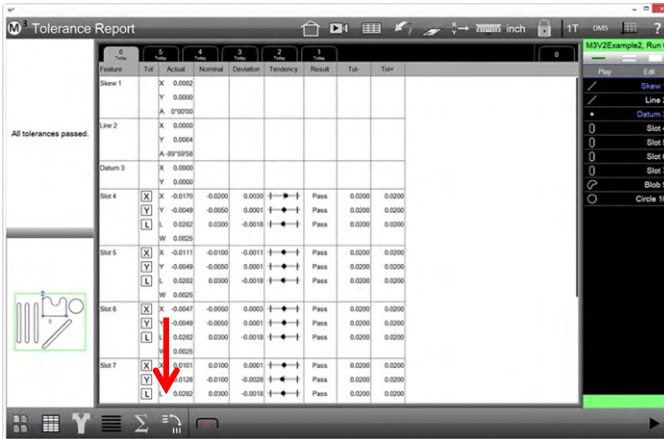 M3 Tolerance Report inch 1T DMS ?
M3V2Example2, Run
6 Today 5 Today 4 Today 3 Today 2 Today 1 Today 0
Feature Tol Actual Nominal Deviation Tendency Result Tol- Tol+
Play Edit
Skew 1 X 0.0082
Y 0.0000
A 0°00'00
Line 2 X 0.0000
Y 0.0064
A -89°59'58
Datum 3 X 0.0000
Y 0.0000
Slot 4 X X -0.0170 -0.0200 0.0030 Pass 0.0200 0.0200
Y Y -0.0049 -0.0050 0.0001 Pass 0.0200 0.0200
L L 0.0282 0.0300 -0.0018 Pass 0.0200 0.0200
W 0.0025
Slot 5 X X -0.0111 -0.0100 -0.0011 Pass 0.0200 0.0200
Y Y -0.0049 -0.0050 0.0001 Pass 0.0200 0.0200
L L 0.0282 0.0300 -0.0018 Pass 0.0200 0.0200
W 0.0025
Slot 6 X X -0.0047 -0.0050 0.0003 Pass 0.0200 0.0200
Y Y -0.0049 -0.0050 0.0001 Pass 0.0200 0.0200
L L 0.0282 0.0300 -0.0018 Pass 0.0200 0.0200
W 0.0025
Slot 7 X X 0.0101 0.0100 0.0001 Pass 0.0200 0.0200
Y Y 0.0128 -0.0100 -0.0028 Pass 0.0200 0.0200
L L 0.0282 0.0300 -0.0018 Pass 0.0200 0.0200
All tolerances passed.
Skew
Line
Datum
Slot
Slot
Slot
Slot
Blob
Circle 10